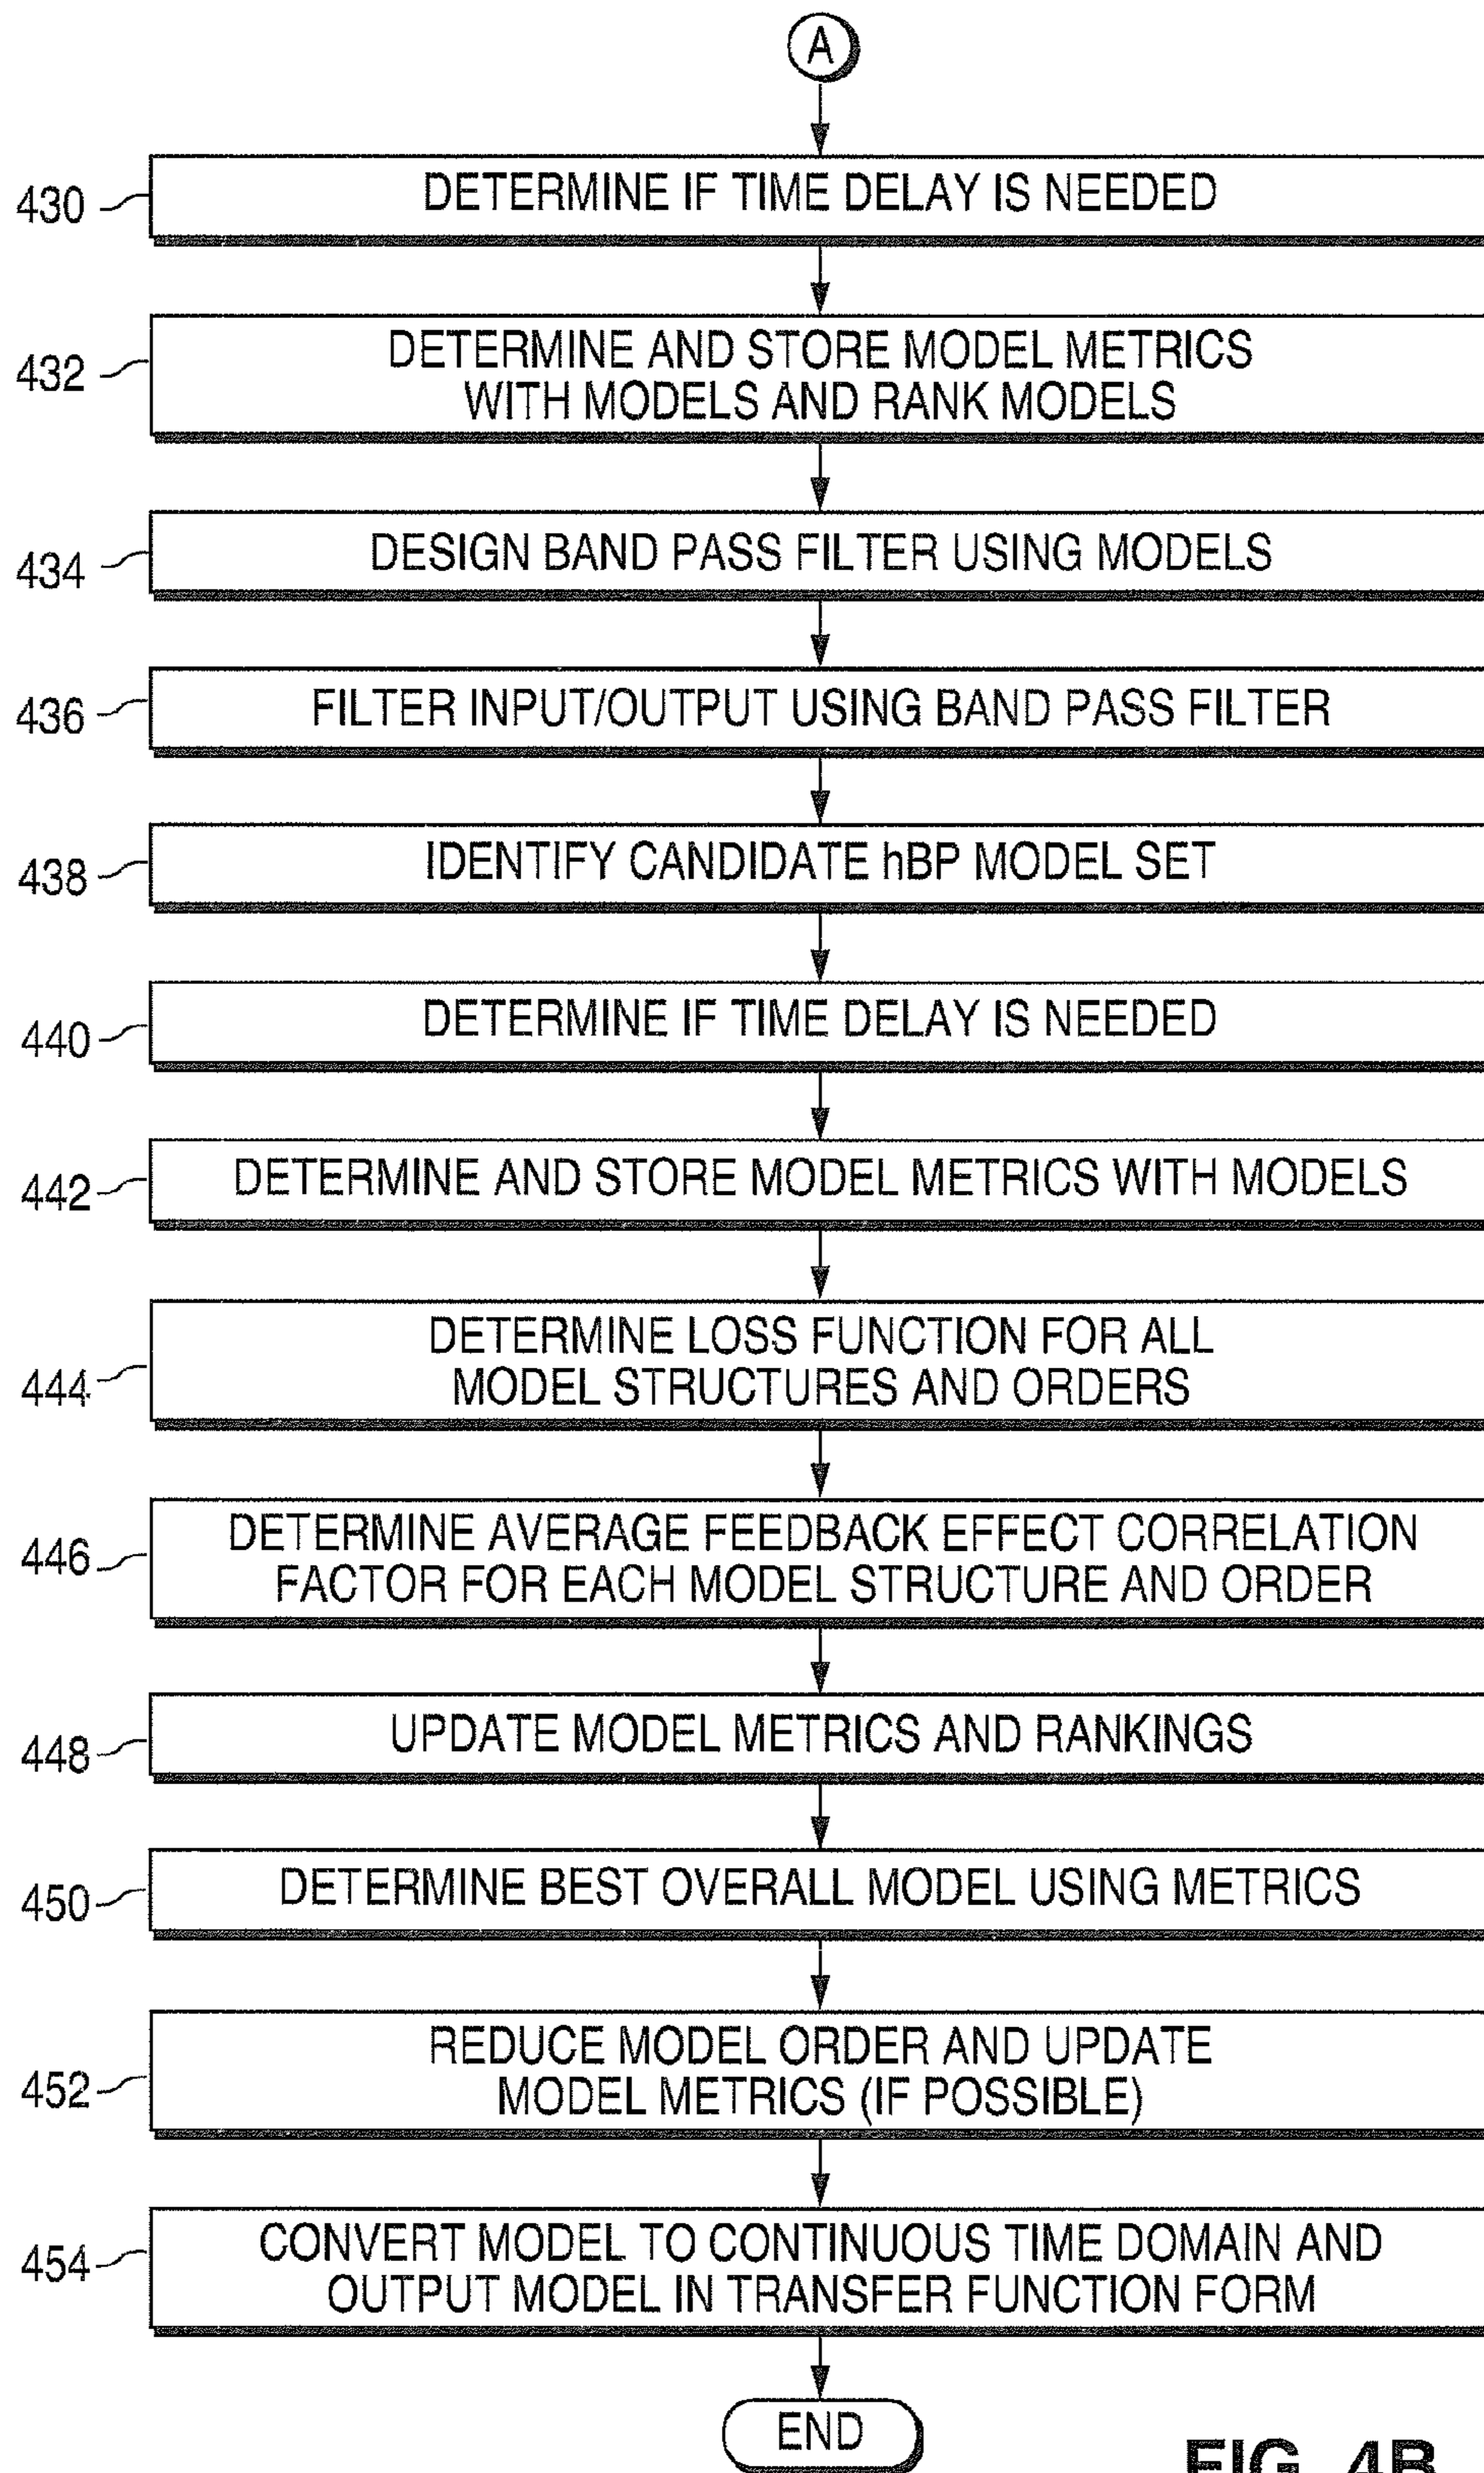 A
430
DETERMINE IF TIME DELAY IS NEEDED
432
DETERMINE AND STORE MODEL METRICS
WITH MODELS AND RANK MODELS
434
DESIGN BAND PASS FILTER USING MODELS
436
FILTER INPUT/OUTPUT USING BAND PASS FILTER
438
IDENTIFY CANDIDATE hBP MODEL SET
440
DETERMINE IF TIME DELAY IS NEEDED
442
DETERMINE AND STORE MODEL METRICS WITH MODELS
444
DETERMINE LOSS FUNCTION FOR ALL
MODEL STRUCTURES AND ORDERS
446
DETERMINE AVERAGE FEEDBACK EFFECT CORRELATION
FACTOR FOR EACH MODEL STRUCTURE AND ORDER
448
UPDATE MODEL METRICS AND RANKINGS
450
DETERMINE BEST OVERALL MODEL USING METRICS
452
REDUCE MODEL ORDER AND UPDATE
MODEL METRICS (IF POSSIBLE)
454
CONVERT MODEL TO CONTINUOUS TIME DOMAIN AND
OUTPUT MODEL IN TRANSFER FUNCTION FORM
END
FIG. 4B